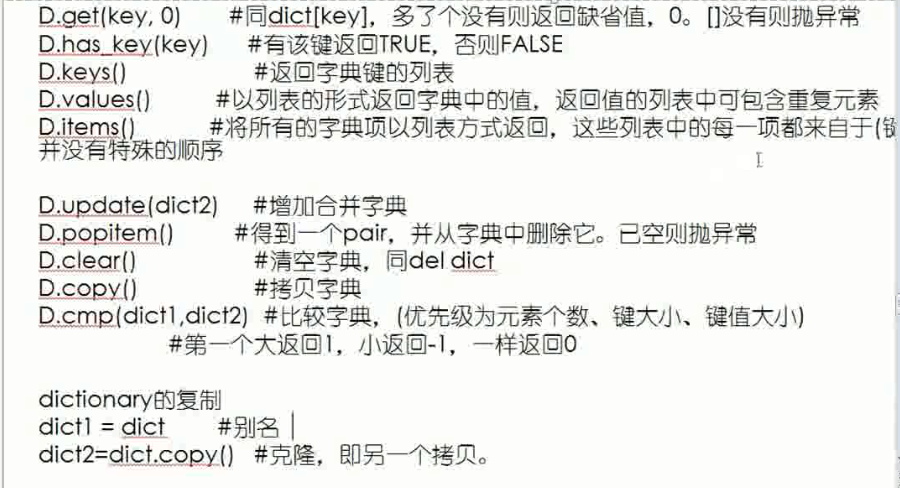 D.get(key, 0) #同dict[key]，多了个没有则返回缺省值，0。[]没有则抛异常
D.has_key(key) #有该键返回TRUE，否则FALSE
D.keys() #返回字典键的列表
D.values() #以列表的形式返回字典中的值，返回值的列表中可包含重复元素
D.items() #将所有的字典项以列表方式返回，这些列表中的每一项都来自于(键
并没有特殊的顺序
D.update(dict2) #增加合并字典
D.popitem() #得到一个pair，并从字典中删除它。已空则抛异常
D.clear() #清空字典，同del dict
D.copy() #拷贝字典
D.cmp(dict1,dict2) #比较字典，(优先级为元素个数、键大小、键值大小)
#第一个大返回1，小返回-1，一样返回0
dictionary的复制
dict1 = dict #别名
dict2=dict.copy() #克隆，即另一个拷贝。